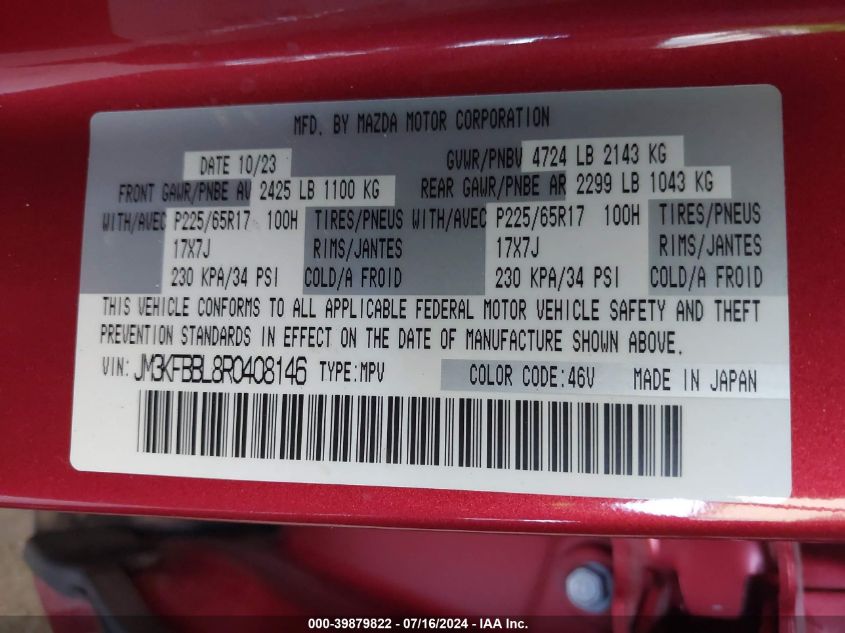 MFD. BY MAZDA MOTOR CORPORATION
DATE 10/23 GVWR/PNBV 4724 LB 2143 KG
FRONT GAWR/PNBE AV 2425 LB 1100 KG REAR GAWR/PNBE AR 2299 LB 1043 KG
WITH/AVEC P225/65R17 100H TIRES/PNEUS WITH/AVEC P225/65R17 100H TIRES/PNEUS
17X7J RIMS/JANTES 17X7J RIMS/JANTES
230 KPA/34 PSI COLD/A FROID 230 KPA/34 PSI COLD/A FROID
THIS VEHICLE CONFORMS TO ALL APPLICABLE FEDERAL MOTOR VEHICLE SAFETY AND THEFT
PREVENTION STANDARDS IN EFFECT ON THE DATE OF MANUFACTURE SHOWN ABOVE.
VIN: JM3KFBBL8R0408146 TYPE:MPV COLOR CODE:46V MADE IN JAPAN
000-39879822 - 07/16/2024 - IAA Inc.